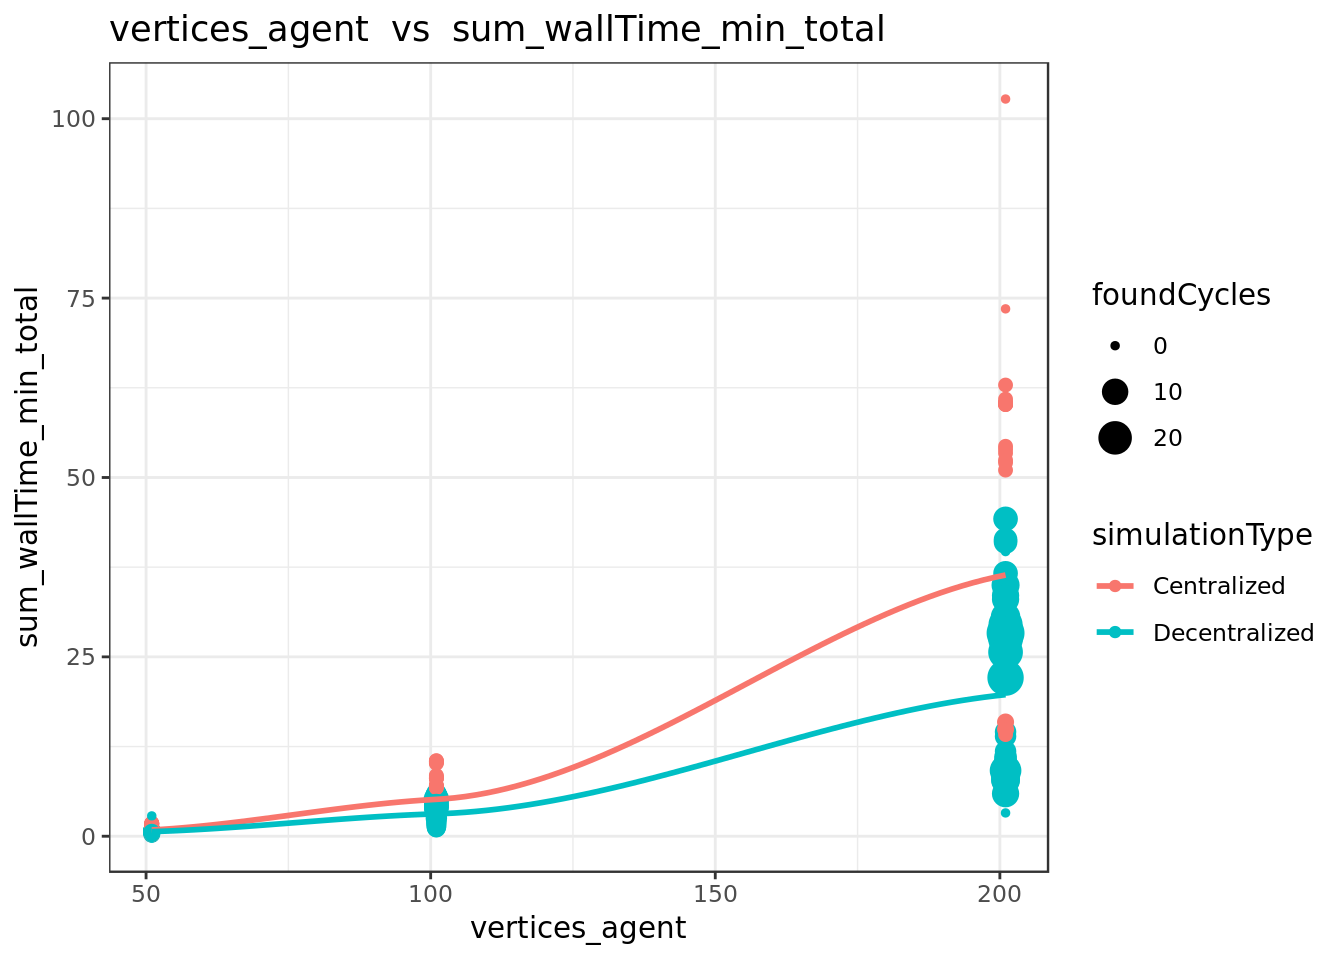 vertices_agent  vs  sum_wallTime_min_total
sum_wallTime_min_total
100
75
50
25
0
50
100
150
200
vertices_agent
foundCycles
0
10
20
simulationType
Centralized
Decentralized